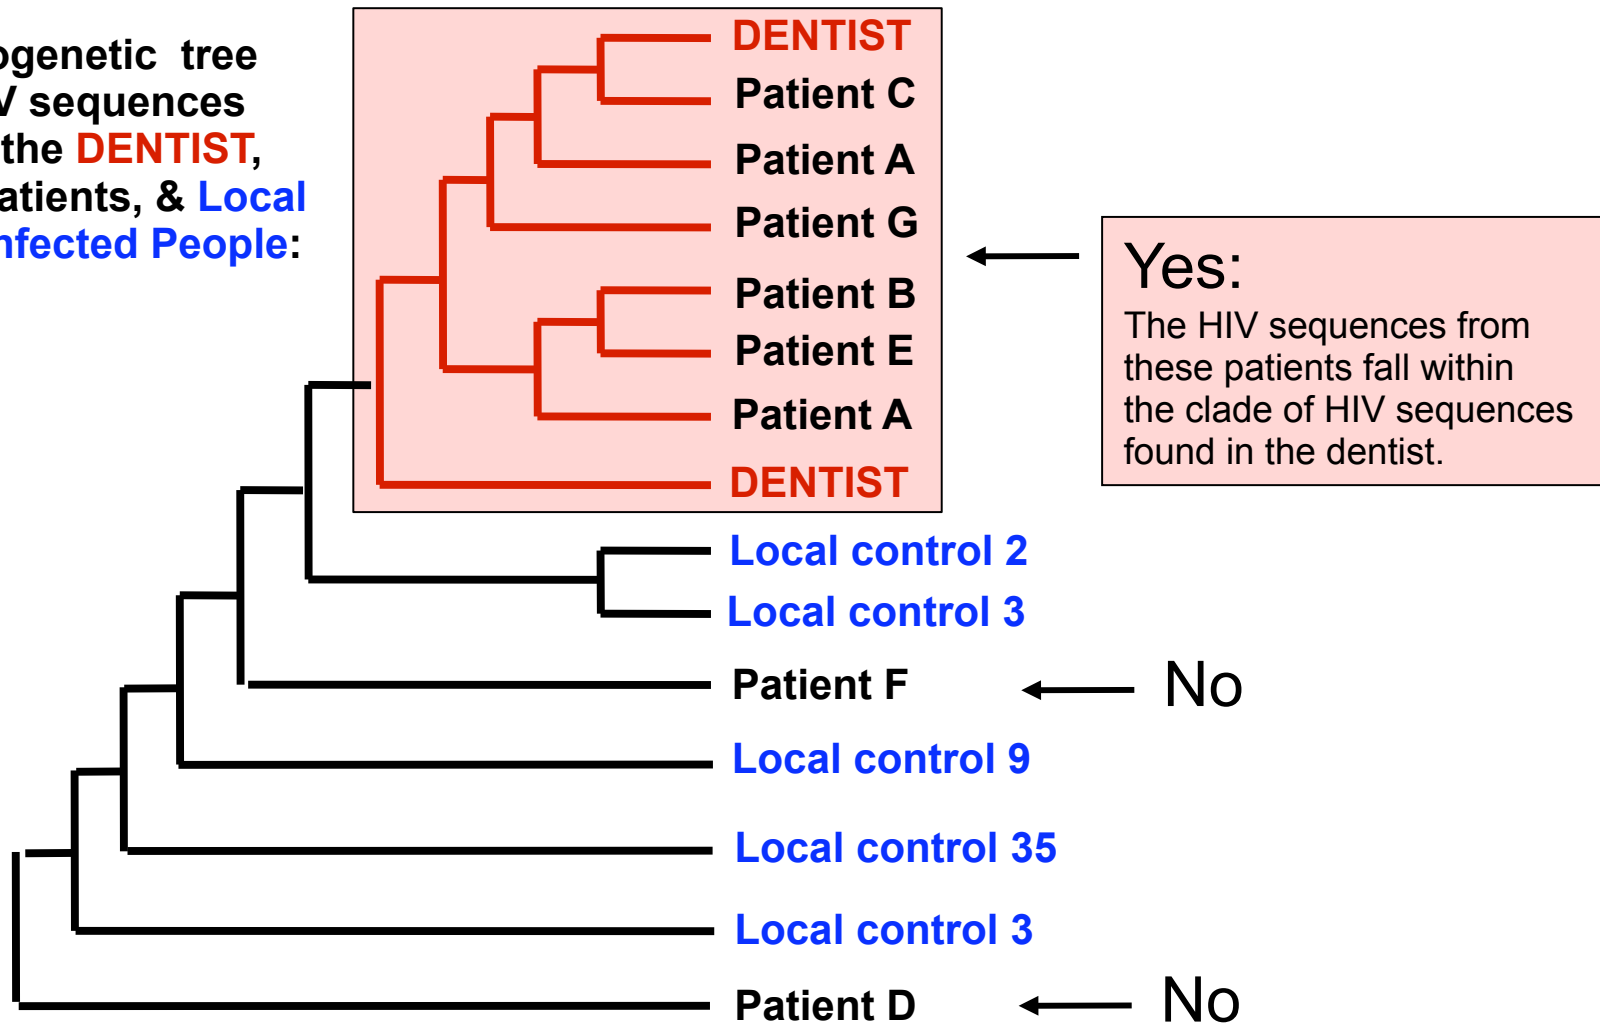 ogenetic tree
V sequences
the DENTIST,
atients, & Local
nfected People:
DENTIST
Patient C
Patient A
Patient G
Patient B
Patient E
Patient A
DENTIST
Yes:
The HIV sequences from
these patients fall within
the clade of HIV sequences
found in the dentist.
Local control 2
Local control 3
Patient F
No
Local control 9
Local control 35
Local control 3
Patient D
No